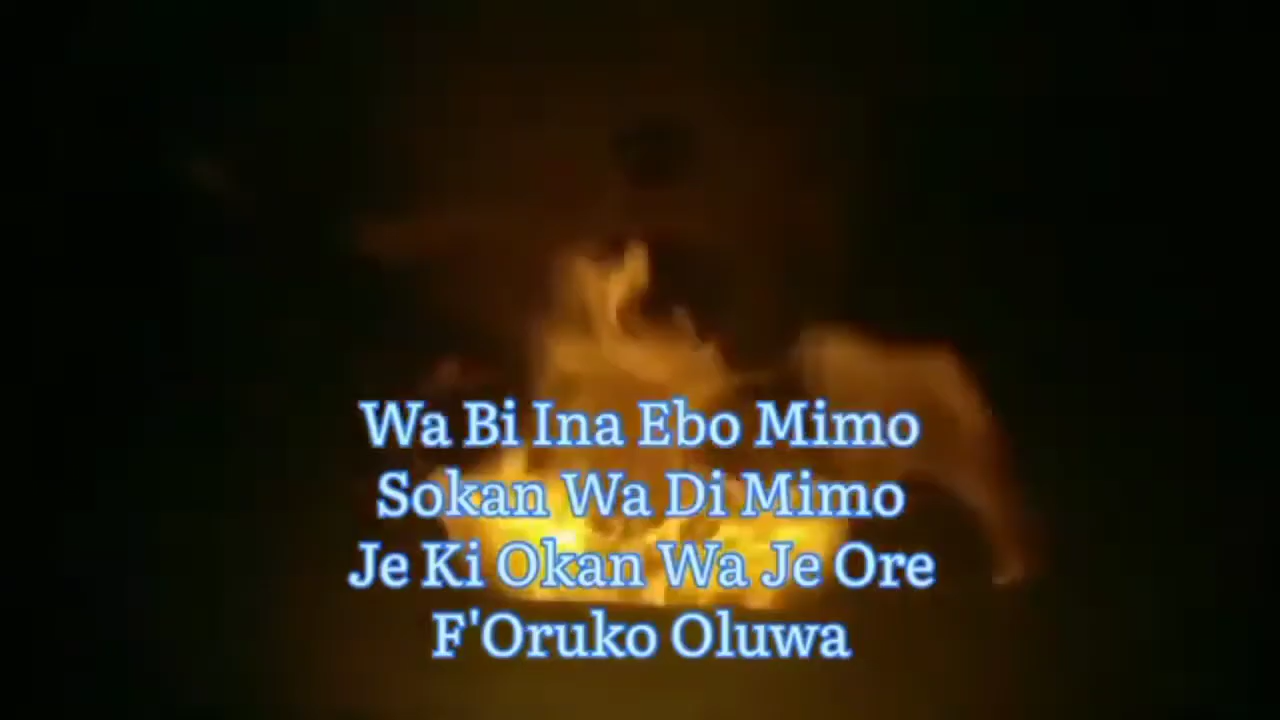 Wa Bi Ina Ebo Mimo
Sokan Wa Di Mimo
Je Ki Okan Wa Je Ore
F'Oruko Oluwa